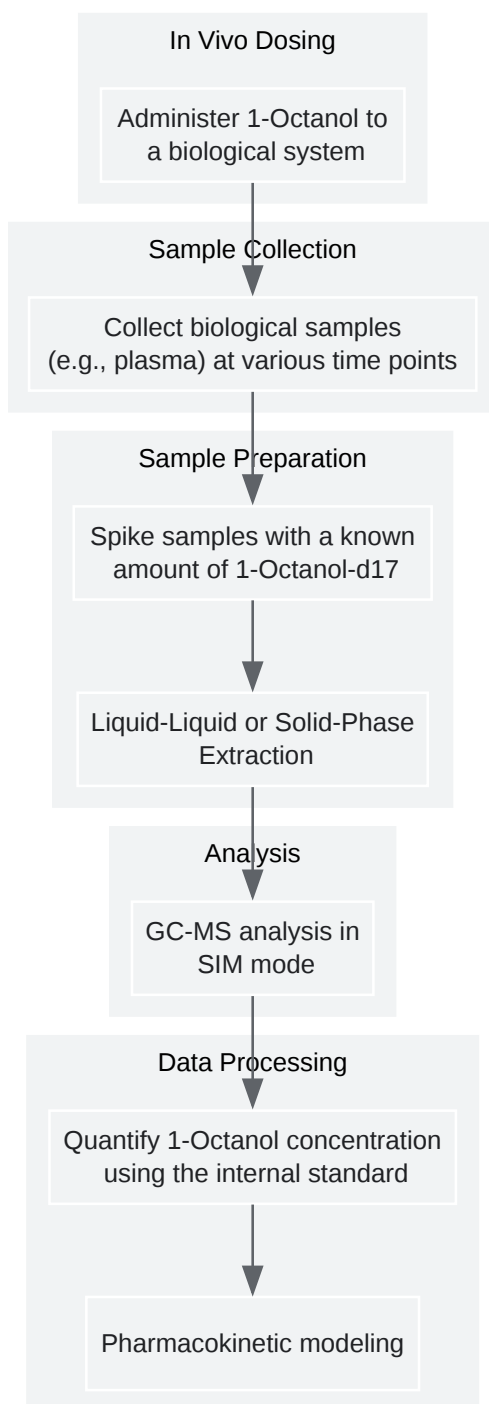 In Vivo Dosing
Administer 1-Octanol to
a biological system
Sample Collection
Collect biological samples
(e.g., plasma) at various time points
Sample Preparation
Spike samples with a known
amount of 1-Octanol-d17
Liquid-Liquid or Solid-Phase
Extraction
Analysis
GC-MS analysis in
SIM mode
Data Processing
Quantify 1-Octanol concentration
using the internal standard
Pharmacokinetic modeling